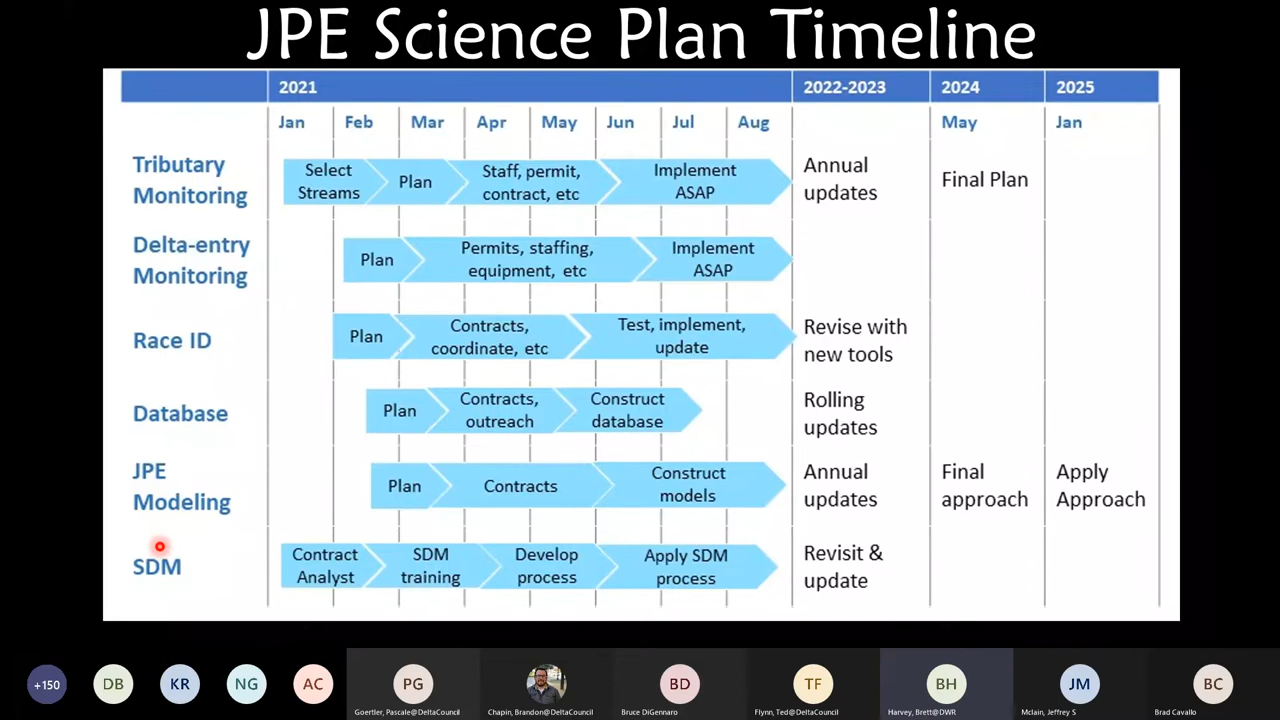 JPE Science Plan Timeline
2021 2022-2023 2024 2025
Jan Feb Mar Apr May Jun Jul Aug May Jan
Tributary
Monitoring
Select
Streams
Plan
Staff, permit,
contract, etc
Implement
ASAP
Annual
updates
Final Plan
Delta-entry
Monitoring
Plan
Permits, staffing,
equipment, etc
Implement
ASAP
Race ID
Plan
Contracts,
coordinate, etc
Test, implement,
update
Revise with
new tools
Database
Plan
Contracts,
outreach
Construct
database
Rolling
updates
JPE
Modeling
Plan
Contracts
Construct
models
Annual
updates
Final
approach
Apply
Approach
SDM
Contract
Analyst
SDM
training
Develop
process
Apply SDM
process
Revisit &
update
+150 DB KR NG AC PG BD TF BH JM BC
Goertler, Pascale@DeltaCouncil Chapin, Brandon@DeltaCouncil Bruce DiGennaro Flynn, Ted@DeltaCouncil Harvey, Brett@DWR Mclain, Jeffrey S Brad Cavallo